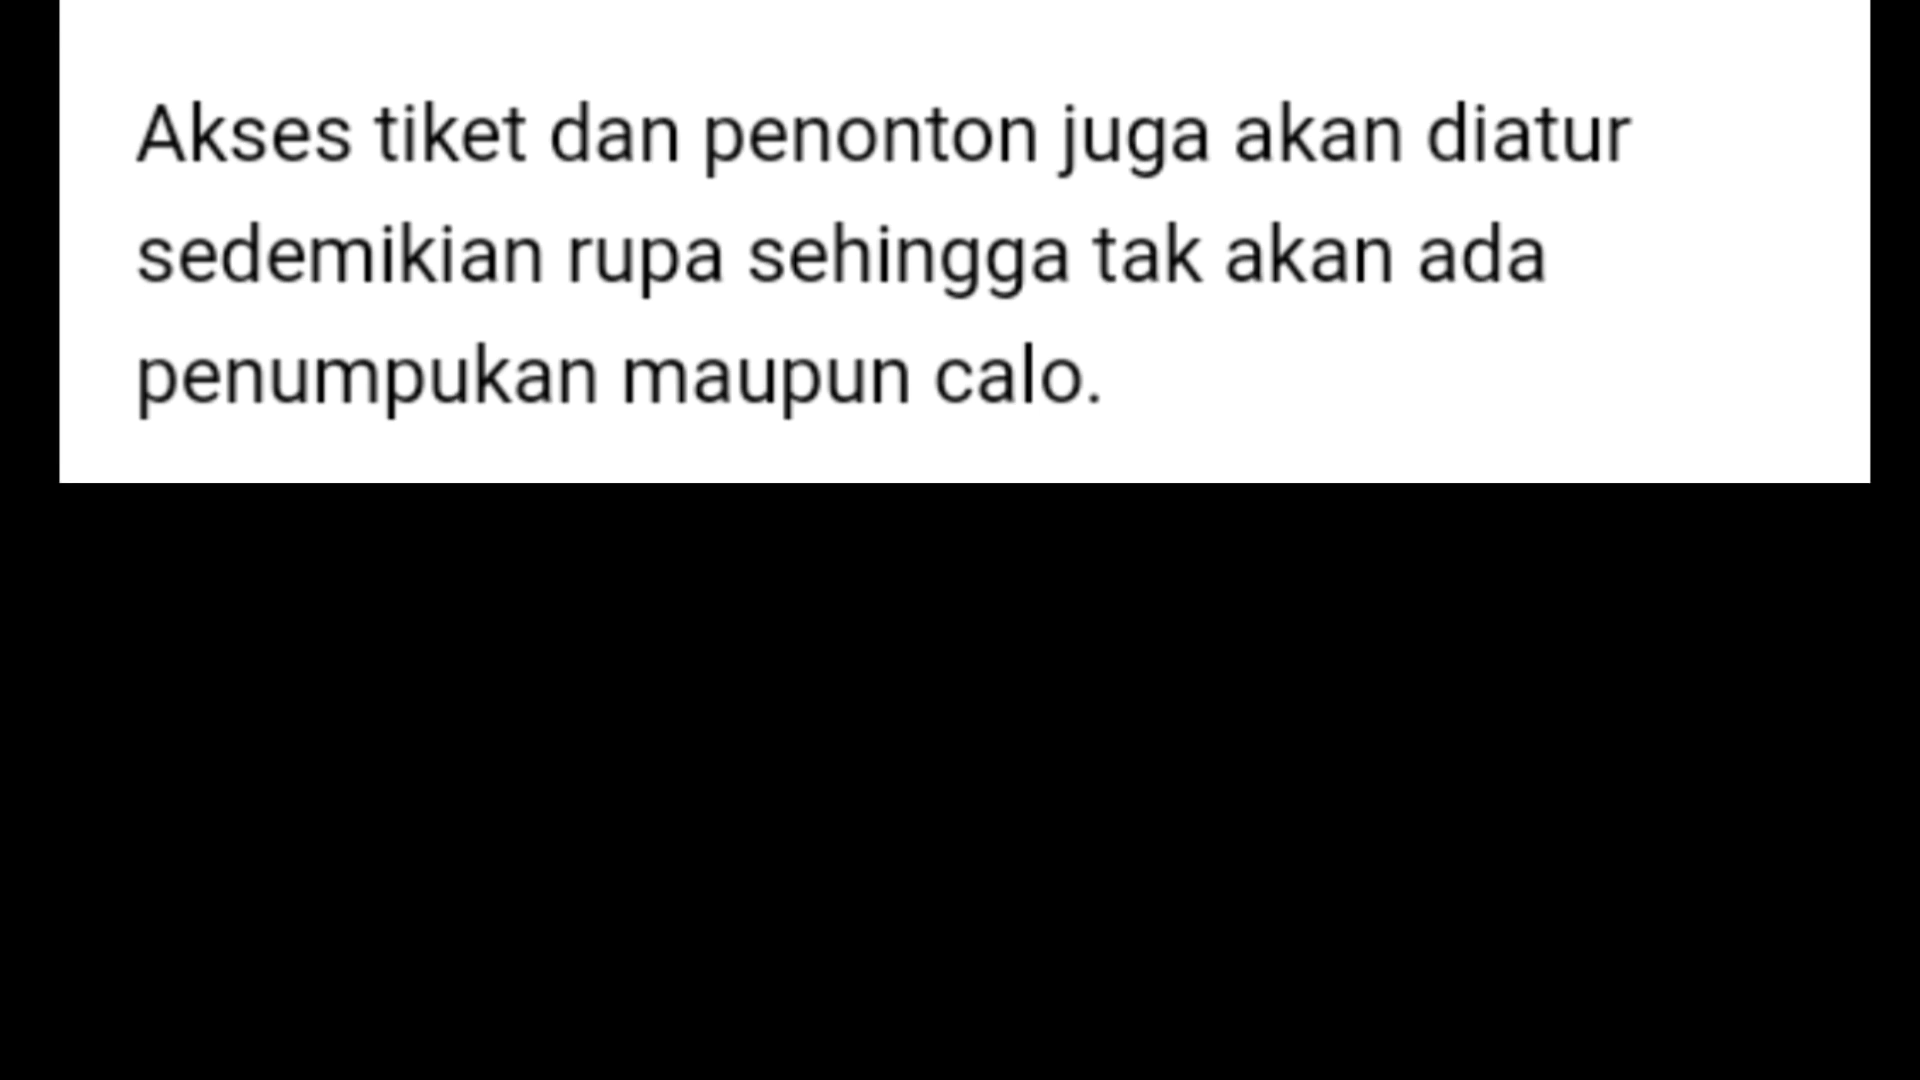 Akses tiket dan penonton juga akan diatur
sedemikian rupa sehingga tak akan ada
penumpukan maupun calo.